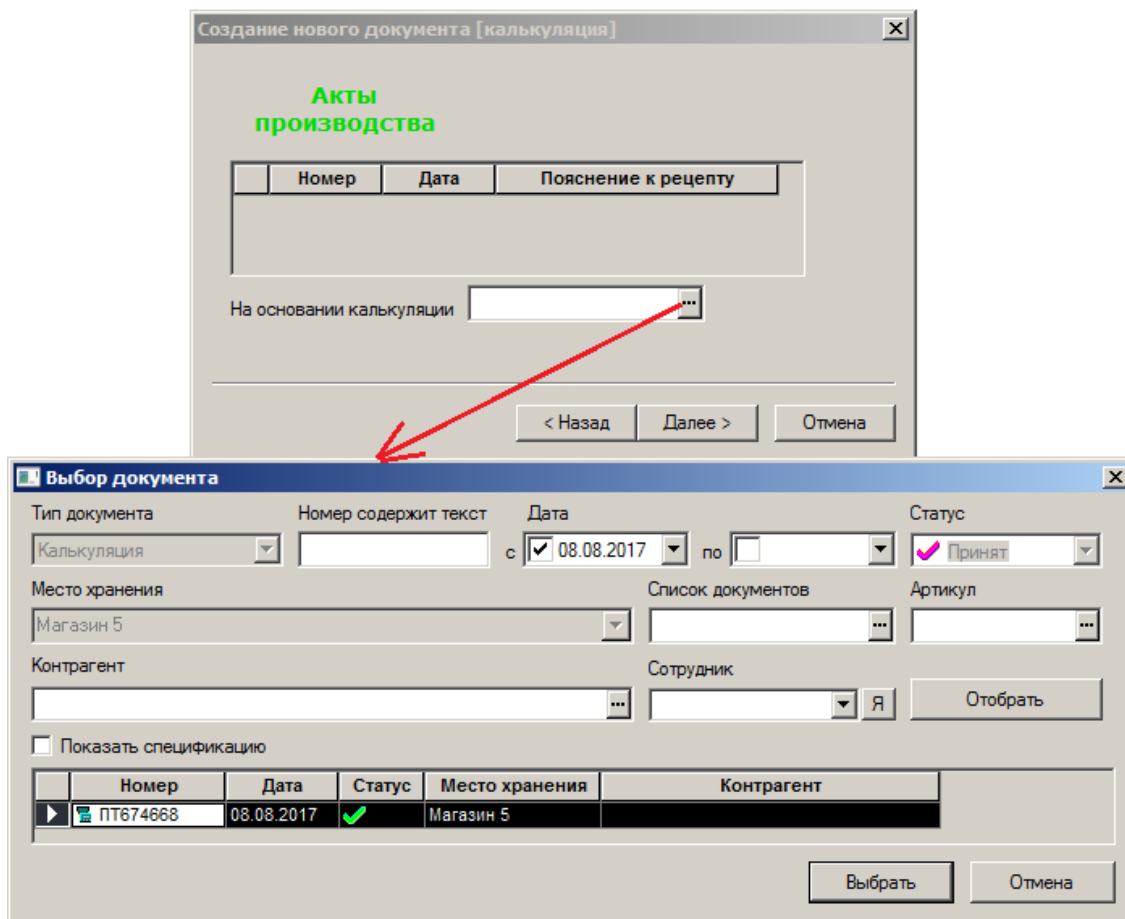 Создание нового документа [калькуляция]
Акты
производства
Номер Дата Пояснение к рецепту
На основании калькуляции ...
< Назад Далее > Отмена
Выбор документа
Тип документа Номер содержит текст Дата Статус
Калькуляция с 08.08.2017 по Принят
Место хранения Список документов Артикул
Магазин 5 ... ...
Контрагент Сотрудник
... Я Отобрать
Показать спецификацию
Номер Дата Статус Место хранения Контрагент
ПТ674668 08.08.2017 Магазин 5
Выбрать Отмена